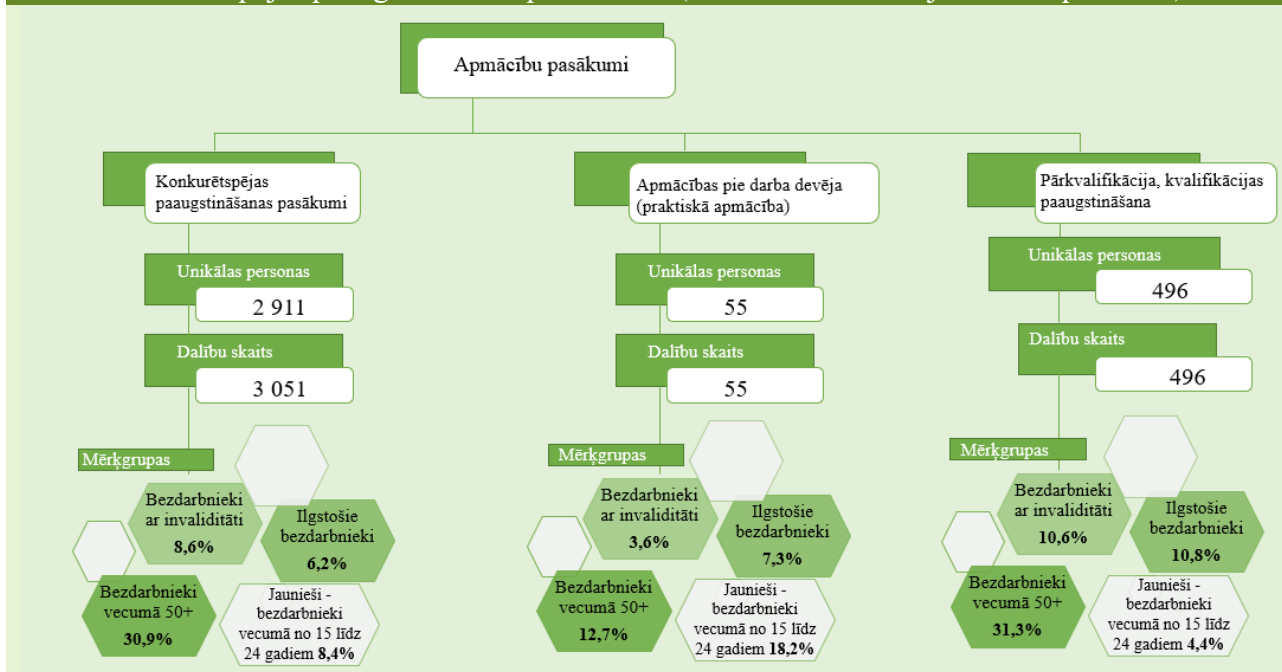 Apmācību pasākumi
Konkurētspējas
paaugstināšanas pasākumi
Unikālas personas
2 911
Dalību skaits
3 051
Mērķgrupas
Bezdarbnieki
ar invaliditāti
8,6%
Ilgstošie
bezdarbnieki
6,2%
Bezdarbnieki
vecumā 50+
30,9%
Jaunieši -
bezdarbnieki
vecumā no 15 līdz
24 gadiem 8,4%
Apmācības pie darba devēja
(praktiskā apmācība)
Unikālas personas
55
Dalību skaits
55
Mērķgrupas
Bezdarbnieki
ar invaliditāti
3,6%
Ilgstošie
bezdarbnieki
7,3%
Bezdarbnieki
vecumā 50+
12,7%
Jaunieši -
bezdarbnieki
vecumā no 15 līdz
24 gadiem 18,2%
Pārkvalifikācija, kvalifikācijas
paaugstināšana
Unikālas personas
496
Dalību skaits
496
Mērķgrupas
Bezdarbnieki
ar invaliditāti
10,6%
Ilgstošie
bezdarbnieki
10,8%
Bezdarbnieki
vecumā 50+
31,3%
Jaunieši -
bezdarbnieki
vecumā no 15 līdz
24 gadiem 4,4%